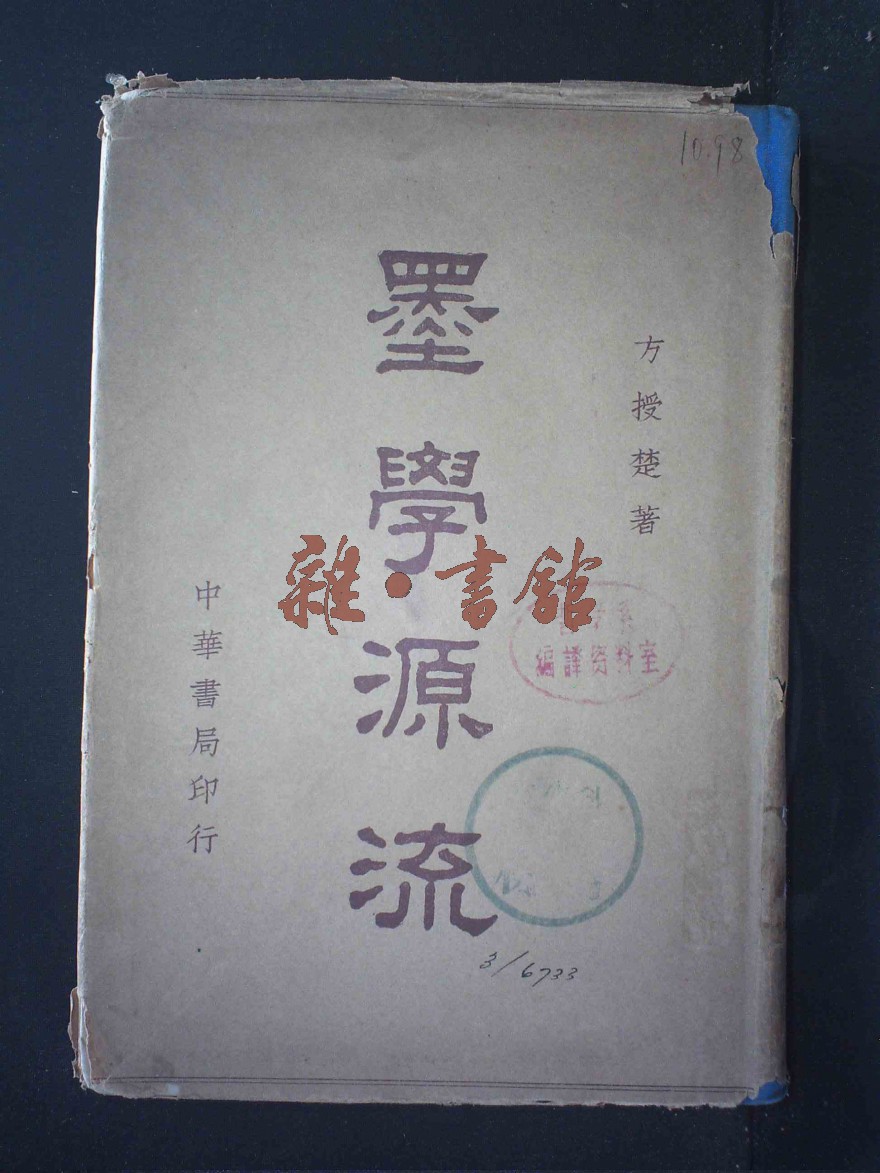 10.98
方授楚著
墨學源流
中華書局印行
雜·書館
編譯资料室
3/6733